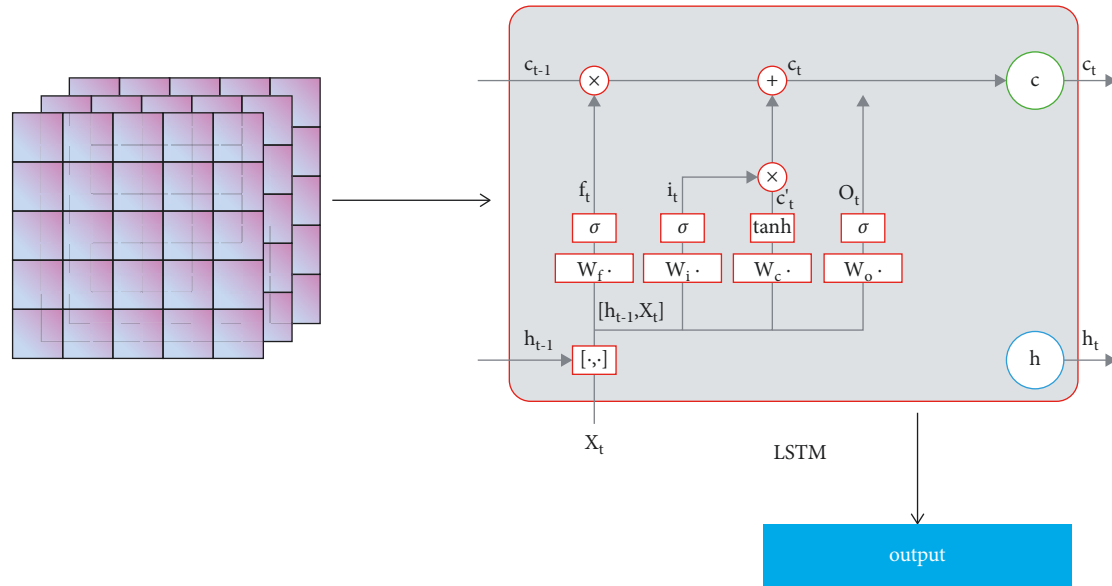 c_{t-1} × + c_t c c_t
× 
f_t i_t c'_t O_t
σ σ tanh σ
W_f · W_i · W_c · W_o ·
[h_{t-1},X_t]
h_{t-1} [·,·] h h_t
X_t
LSTM
output